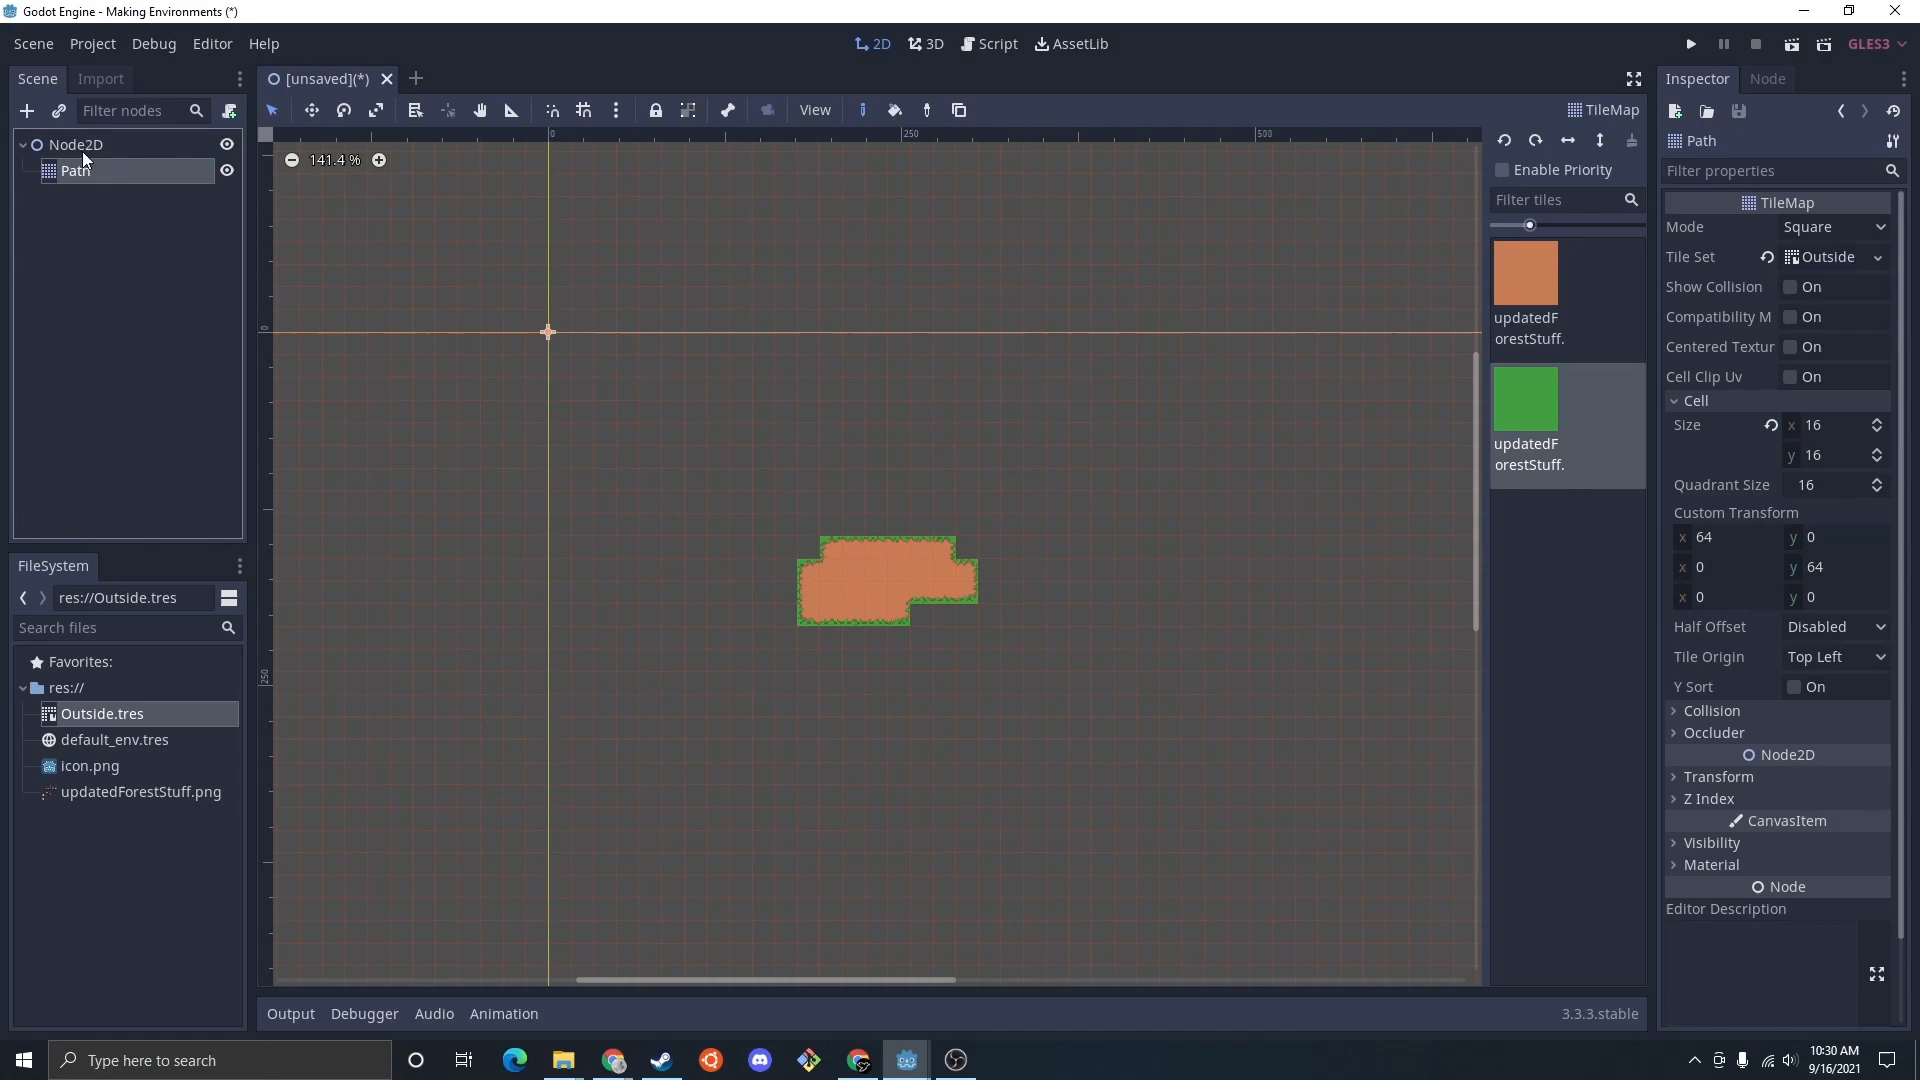 Godot Engine - Making Environments (*)
Scene Project Debug Editor Help
2D 3D Script AssetLib
GLES3
Scene Import
[unsaved](*)
Inspector Node
Filter nodes
View
TileMap
Node2D
Path
141.4 %
0
250
500
0
250
Enable Priority
Filter tiles
updatedF
orestStuff.
updatedF
orestStuff.
Path
Filter properties
TileMap
Mode Square
Tile Set Outside
Show Collision On
Compatibility M On
Centered Textur On
Cell Clip Uv On
Cell
Size x 16
y 16
Quadrant Size 16
Custom Transform
x 64 y 0
x 0 y 64
x 0 y 0
Half Offset Disabled
Tile Origin Top Left
Y Sort On
Collision
Occluder
Node2D
Transform
Z Index
CanvasItem
Visibility
Material
Node
Editor Description
FileSystem
res://Outside.tres
Search files
Favorites:
res://
Outside.tres
default_env.tres
icon.png
updatedForestStuff.png
Output Debugger Audio Animation
3.3.3.stable
Type here to search
10:30 AM
9/16/2021